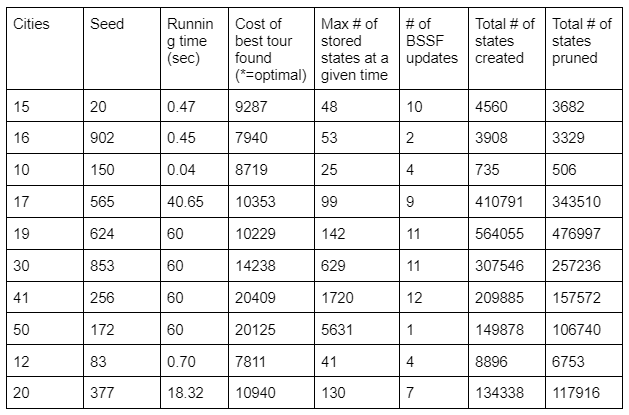 Cities Seed Runnin g time (sec) Cost of best tour found (*=optimal) Max # of stored states at a given time # of BSSF updates Total # of states created Total # of states pruned
15 20 0.47 9287 48 10 4560 3682
16 902 0.45 7940 53 2 3908 3329
10 150 0.04 8719 25 4 735 506
17 565 40.65 10353 99 9 410791 343510
19 624 60 10229 142 11 564055 476997
30 853 60 14238 629 11 307546 257236
41 256 60 20409 1720 12 209885 157572
50 172 60 20125 5631 1 149878 106740
12 83 0.70 7811 41 4 8896 6753
20 377 18.32 10940 130 7 134338 117916